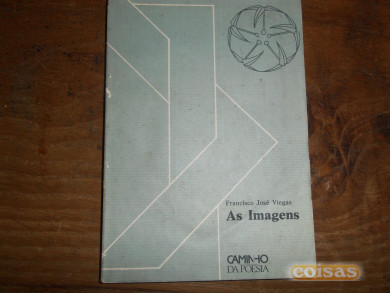 Francisco José Viegas
As Imagens
CAMINHO
DA POESIA
coisas